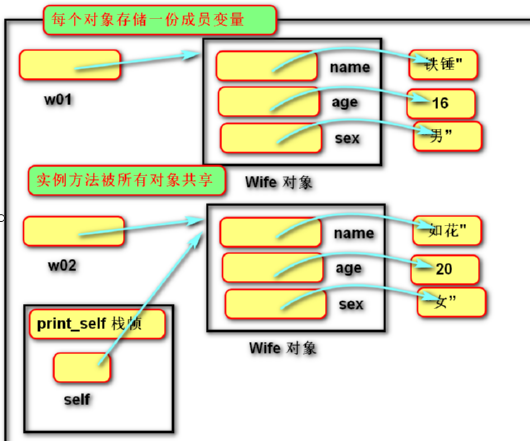 每个对象存储一份成员变量
w01
name
铁锤"
age
16
sex
男”
Wife 对象
实例方法被所有对象共享
w02
name
如花"
age
20
sex
女”
Wife 对象
print_self 栈帧
self